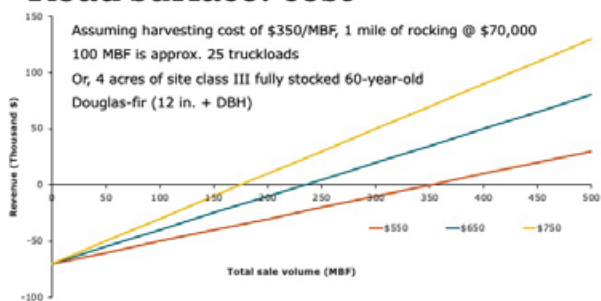 Assuming harvesting cost of $350/MBF, 1 mile of rocking @ $70,000
100 MBF is approx. 25 truckloads
Or, 4 acres of site class III fully stocked 60-year-old
Douglas-fir (12 in. + DBH)
Revenue (Thousand $)
150
100
50
0
-50
-100
0 50 100 150 200 250 300 350 400 450 500
$550 $650 $750
Total sale volume (MBF)